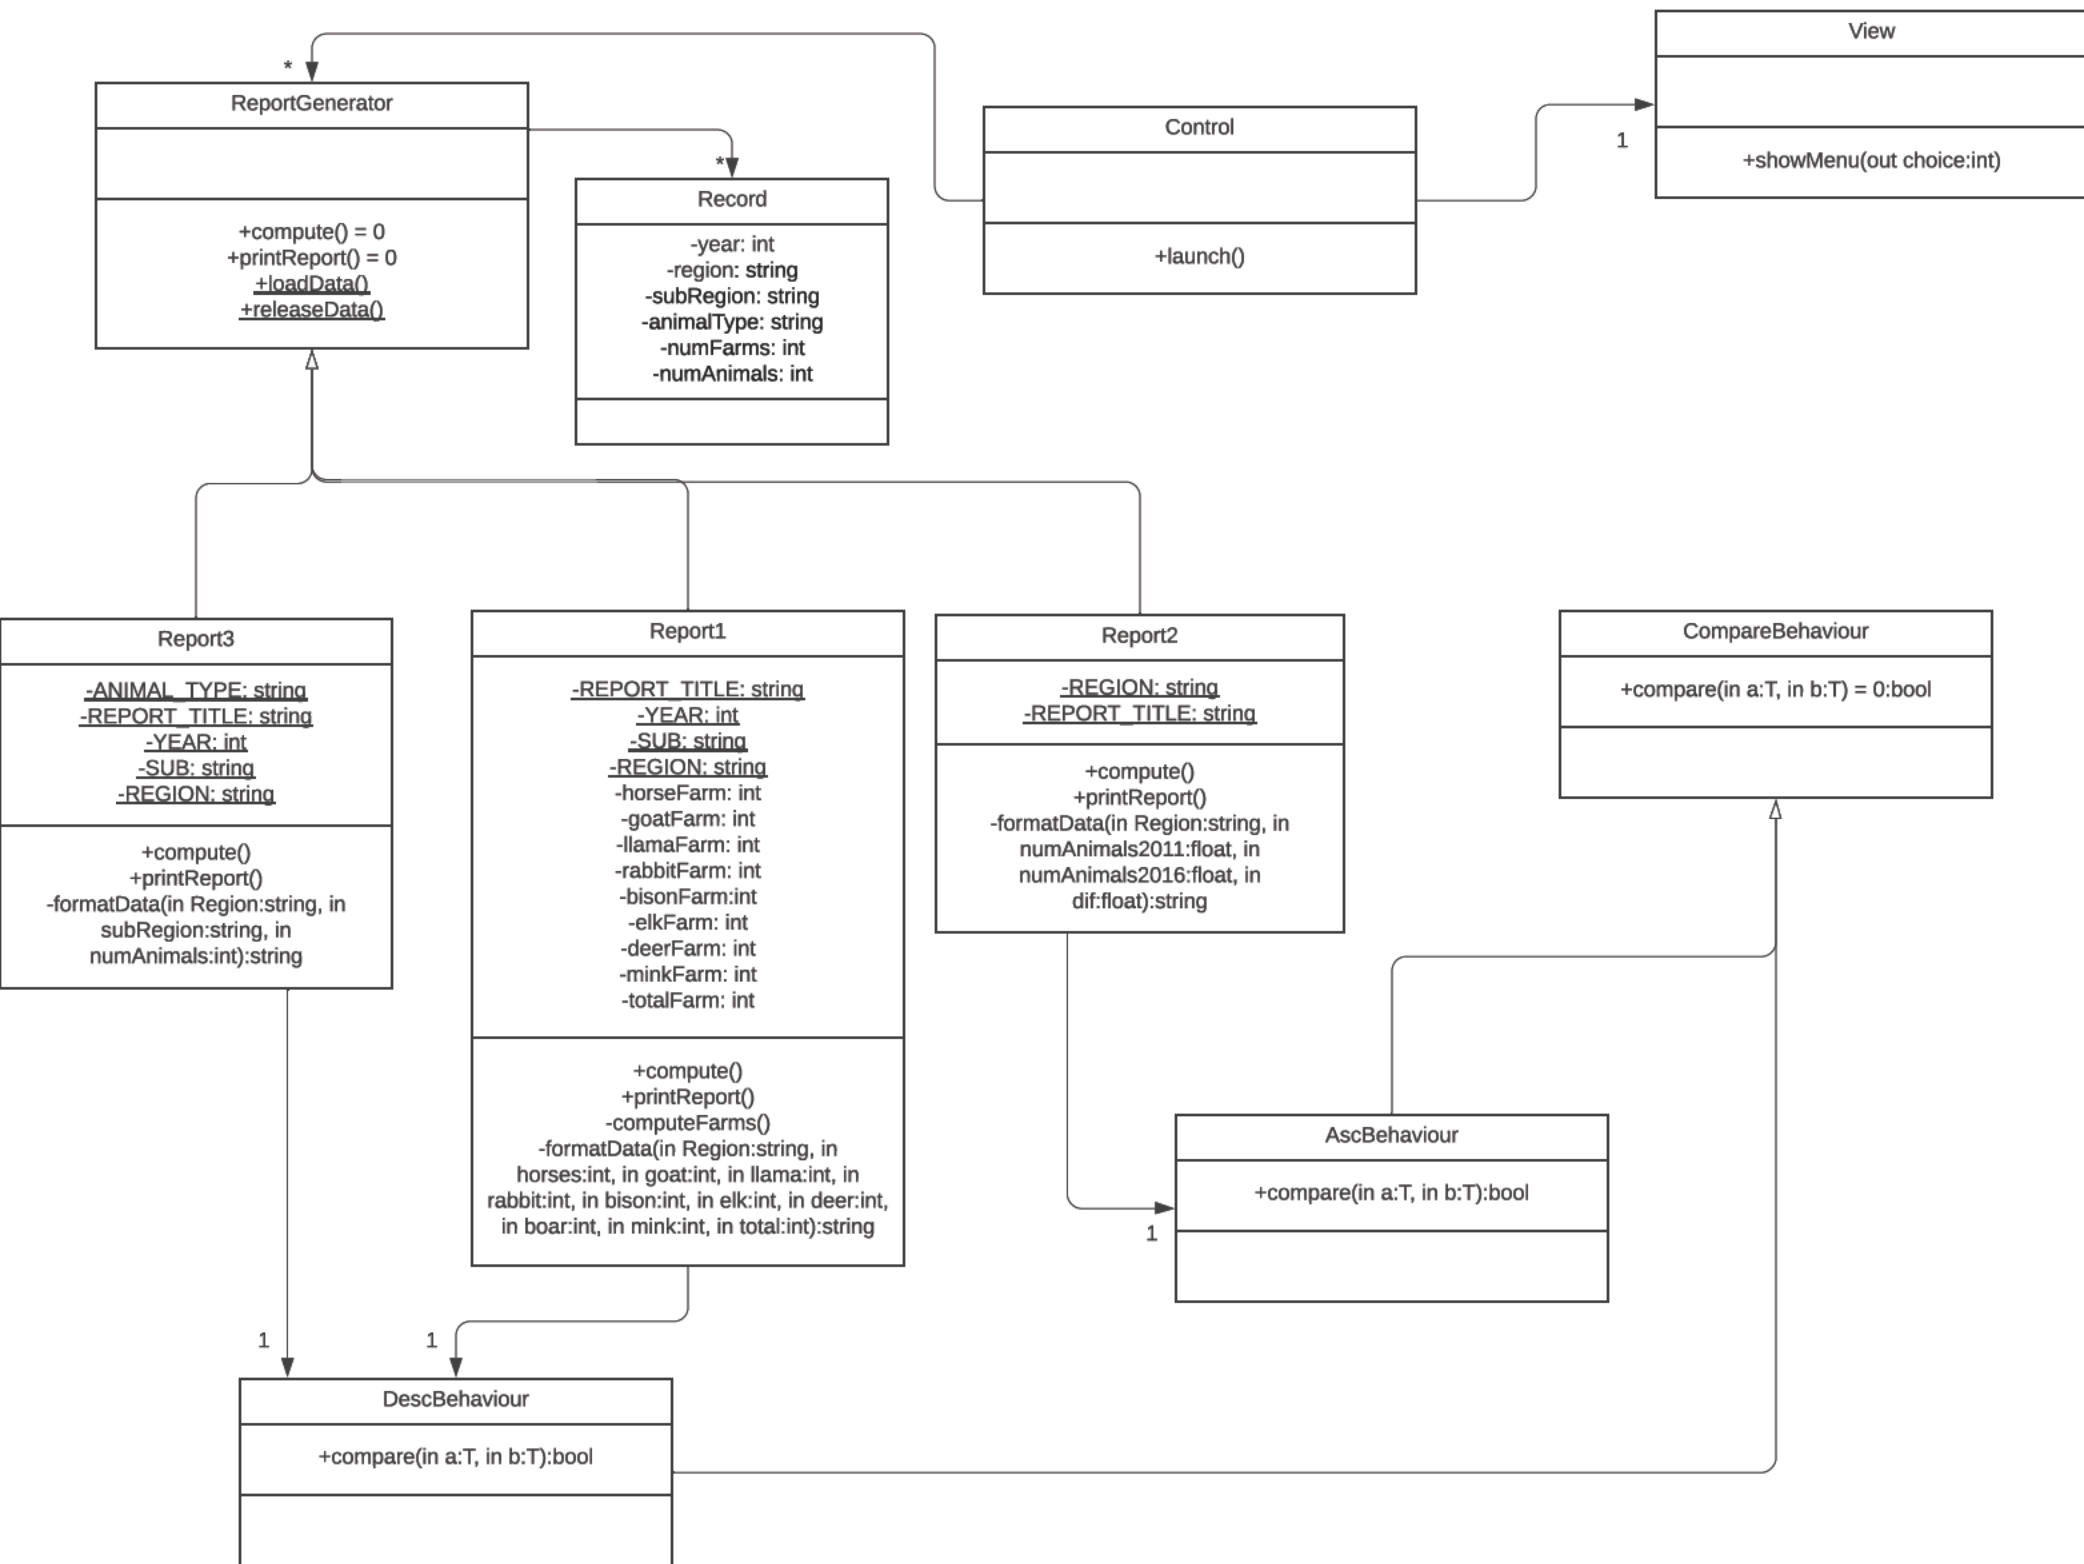 View
+showMenu(out choice:int)
1
*
ReportGenerator
+compute() = 0
+printReport() = 0
+loadData()
+releaseData()
*
Record
-year: int
-region: string
-subRegion: string
-animalType: string
-numFarms: int
-numAnimals: int
Control
+launch()
Report3
-ANIMAL_TYPE: string
-REPORT_TITLE: string
-YEAR: int
-SUB: string
-REGION: string
+compute()
+printReport()
-formatData(in Region:string, in
subRegion:string, in
numAnimals:int):string
Report1
-REPORT_TITLE: string
-YEAR: int
-SUB: string
-REGION: string
-horseFarm: int
-goatFarm: int
-llamaFarm: int
-rabbitFarm: int
-bisonFarm:int
-elkFarm: int
-deerFarm: int
-minkFarm: int
-totalFarm: int
+compute()
+printReport()
-computeFarms()
-formatData(in Region:string, in
horses:int, in goat:int, in llama:int, in
rabbit:int, in bison:int, in elk:int, in deer:int,
in boar:int, in mink:int, in total:int):string
Report2
-REGION: string
-REPORT_TITLE: string
+compute()
+printReport()
-formatData(in Region:string, in
numAnimals2011:float, in
numAnimals2016:float, in
dif:float):string
CompareBehaviour
+compare(in a:T, in b:T) = 0:bool
AscBehaviour
+compare(in a:T, in b:T):bool
1
1
1
DescBehaviour
+compare(in a:T, in b:T):bool